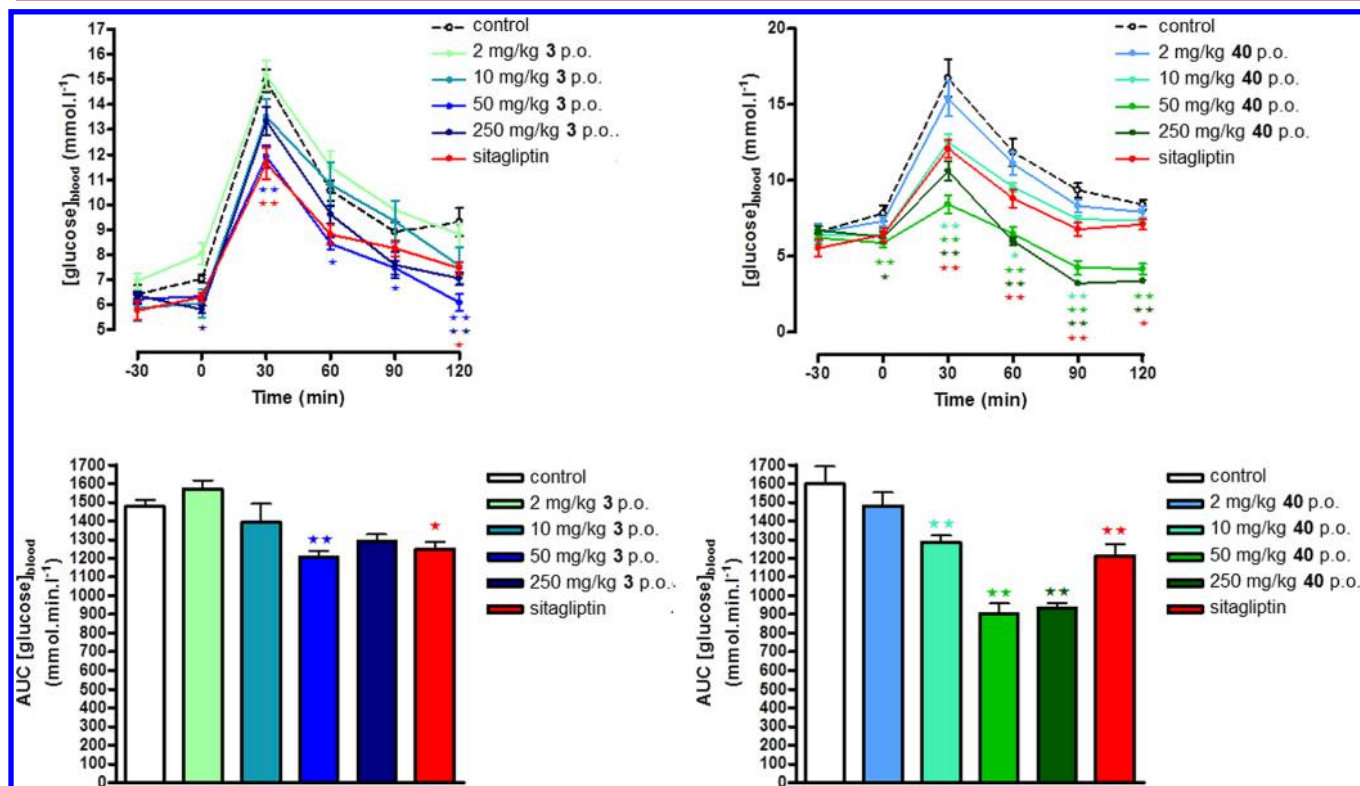 17
16
15
14
13
12
11
10
9
8
7
6
5
[glucose]blood (mmol.l-1)
-30 0 30 60 90 120
Time (min)
control
2 mg/kg 3 p.o.
10 mg/kg 3 p.o.
50 mg/kg 3 p.o.
250 mg/kg 3 p.o..
sitagliptin
★★
★★
★
★
★
★★
★★
★
20
15
10
5
0
[glucose]blood (mmol.l-1)
-30 0 30 60 90 120
Time (min)
control
2 mg/kg 40 p.o.
10 mg/kg 40 p.o.
50 mg/kg 40 p.o.
250 mg/kg 40 p.o.
sitagliptin
★★
★
★★
★★
★★
★★
★
★★
★★
★★
★★
★★
★★
★★
★★
★★
★
1700
1600
1500
1400
1300
1200
1100
1000
900
800
700
600
500
400
300
200
100
0
AUC [glucose]blood
(mmol.min.l-1)
★★
★
control
2 mg/kg 3 p.o.
10 mg/kg 3 p.o.
50 mg/kg 3 p.o.
250 mg/kg 3 p.o..
sitagliptin .
1700
1600
1500
1400
1300
1200
1100
1000
900
800
700
600
500
400
300
200
100
0
AUC [glucose]blood
(mmol.min.l-1)
★★
★★
★★
★★
control
2 mg/kg 40 p.o.
10 mg/kg 40 p.o.
50 mg/kg 40 p.o.
250 mg/kg 40 p.o.
sitagliptin